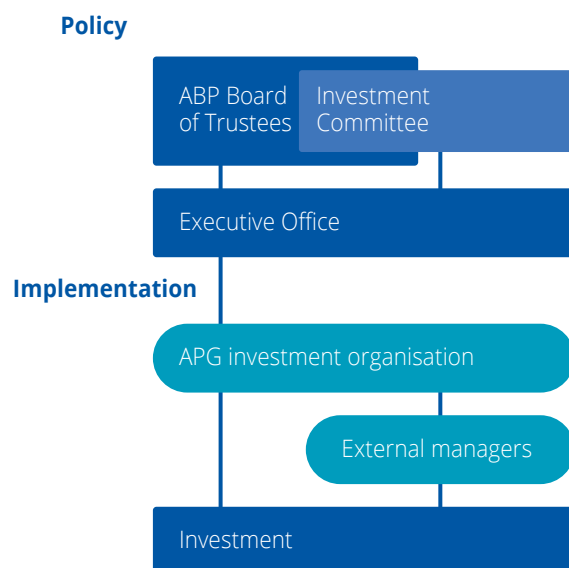 Policy
ABP Board
of Trustees
Investment
Committee
Executive Office
Implementation
APG investment organisation
External managers
Investment